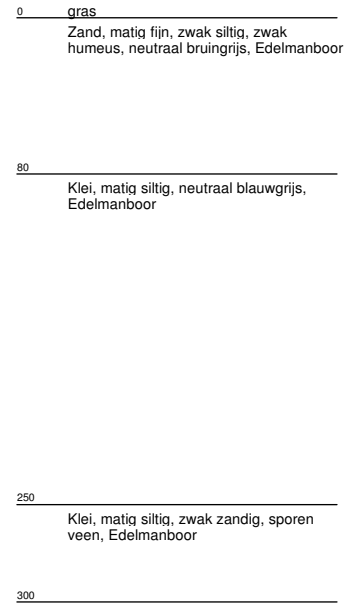 0 gras
Zand, matig fijn, zwak siltig, zwak
humeus, neutraal bruingrijs, Edelmanboor
80
Klei, matig siltig, neutraal blauwgrijs,
Edelmanboor
250
Klei, matig siltig, zwak zandig, sporen
veen, Edelmanboor
300